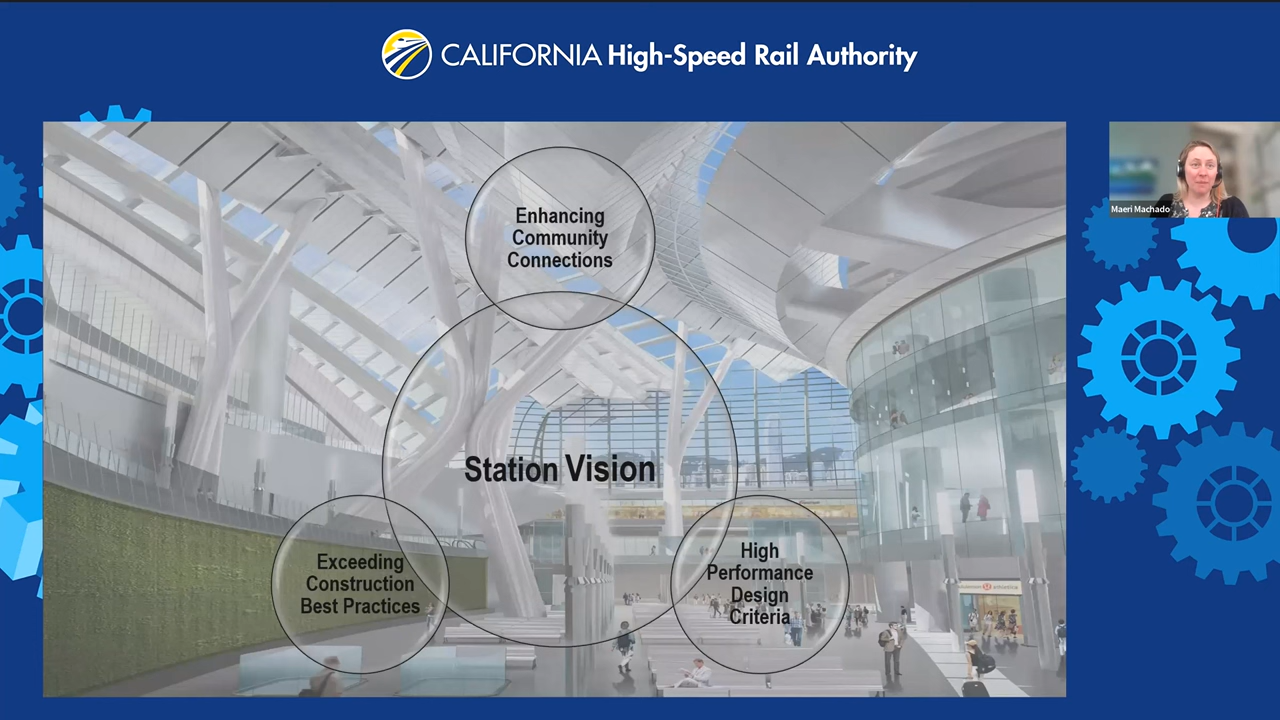 CALIFORNIA High-Speed Rail Authority
Enhancing
Community
Connections
Maeri Machado
Station Vision
Exceeding
Construction
Best Practices
High
Performance
Design
Criteria